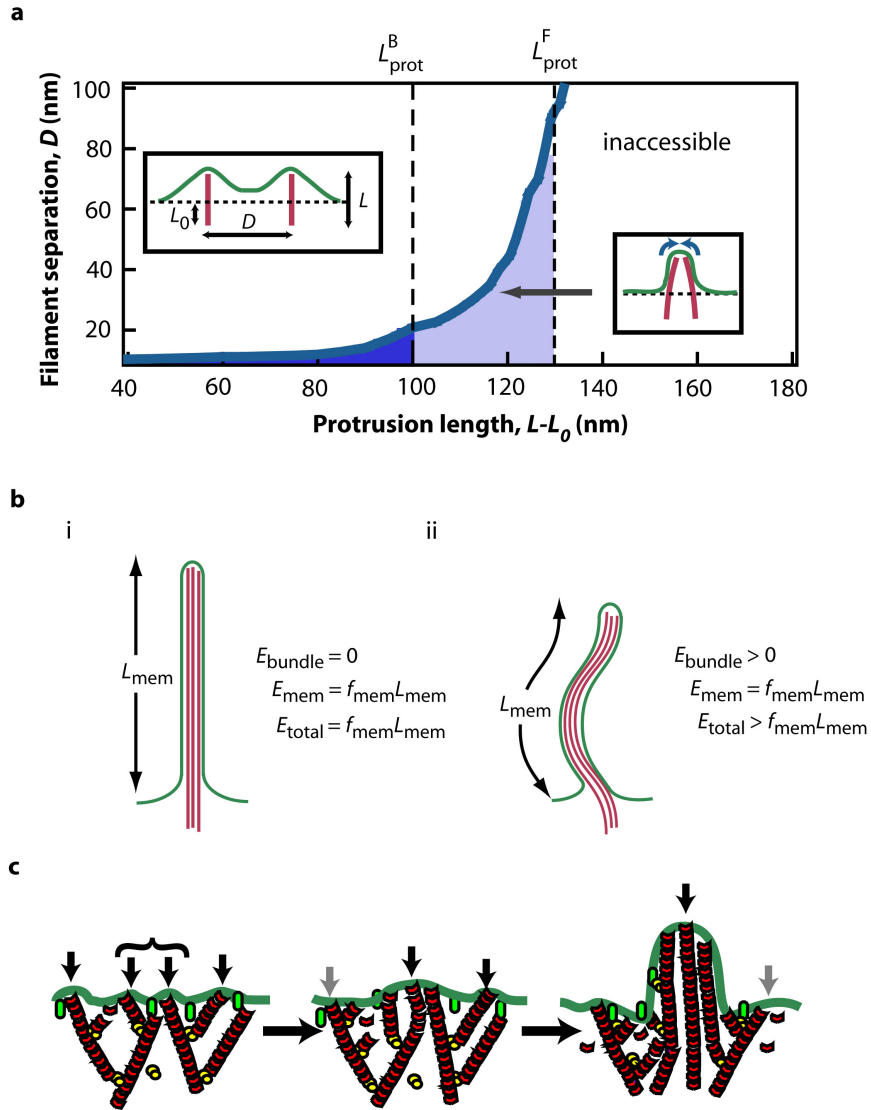 a
L^B_prot
L^F_prot
Filament separation, D (nm)
100
80
60
40
20
inaccessible
L_0
D
L
40
60
80
100
120
140
160
180
Protrusion length, L-L_0 (nm)
b
i
ii
L_mem
E_bundle = 0
E_mem = f_mem L_mem
E_total = f_mem L_mem
L_mem
E_bundle > 0
E_mem = f_mem L_mem
E_total > f_mem L_mem
c